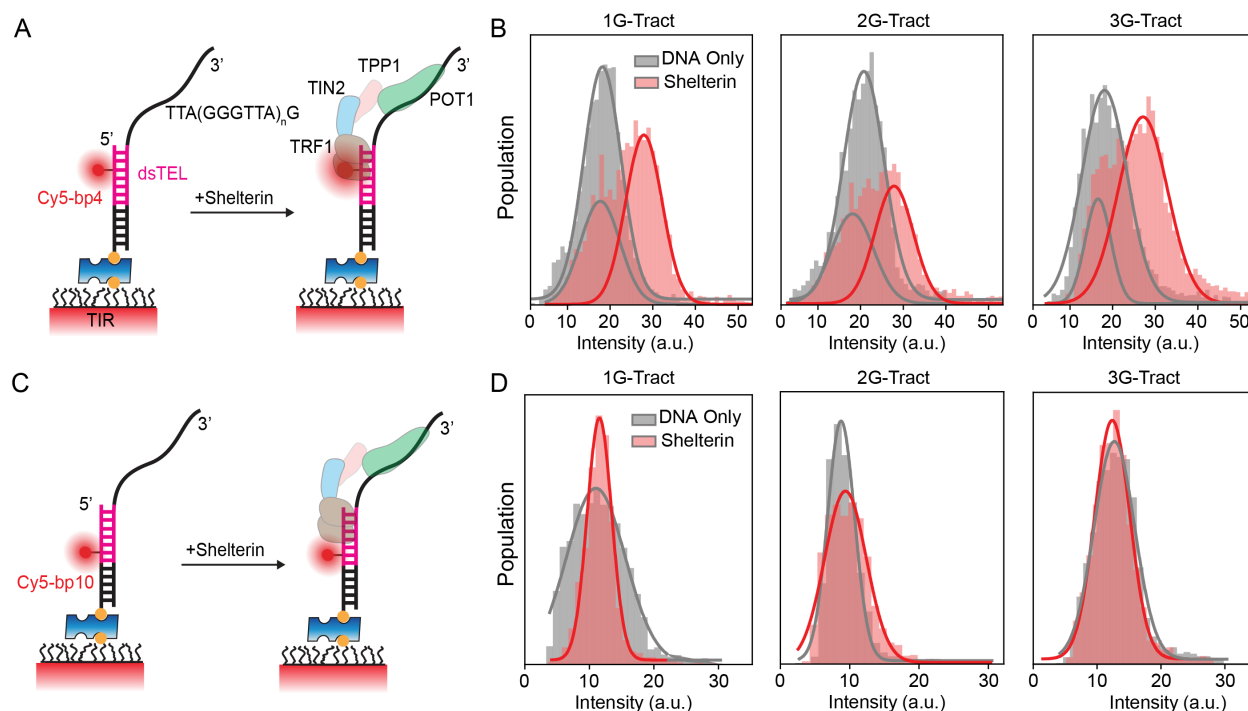 A
3’
TTA(GGGTTA)nG
5’
dsTEL
Cy5-bp4
+Shelterin
TIR
TPP1
TIN2
3’
POT1
TRF1
B
1G-Tract
2G-Tract
3G-Tract
DNA Only
Shelterin
Population
0 10 20 30 40 50
0 10 20 30 40 50
0 10 20 30 40 50
Intensity (a.u.)
Intensity (a.u.)
Intensity (a.u.)
C
3’
5’
+Shelterin
Cy5-bp10
3’
D
1G-Tract
2G-Tract
3G-Tract
DNA Only
Shelterin
Population
0 10 20 30
0 10 20 30
0 10 20 30
Intensity (a.u.)
Intensity (a.u.)
Intensity (a.u.)